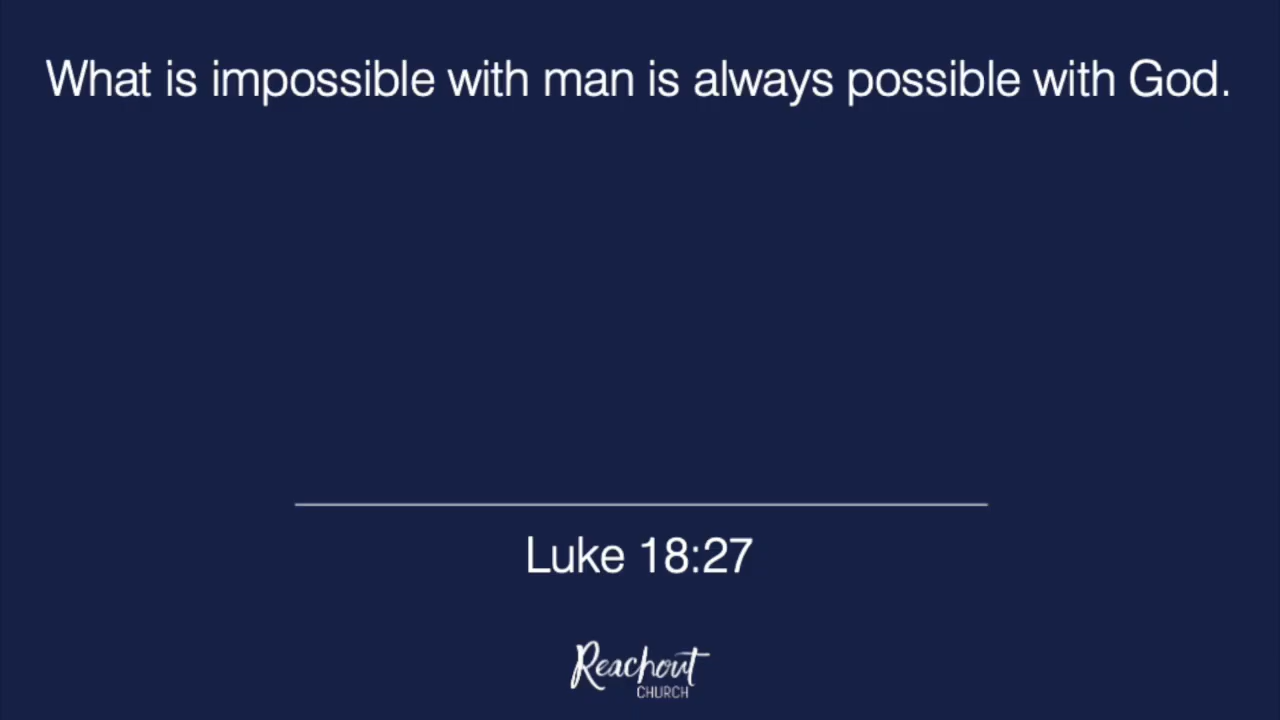 What is impossible with man is always possible with God.
Luke 18:27
Reachout
CHURCH